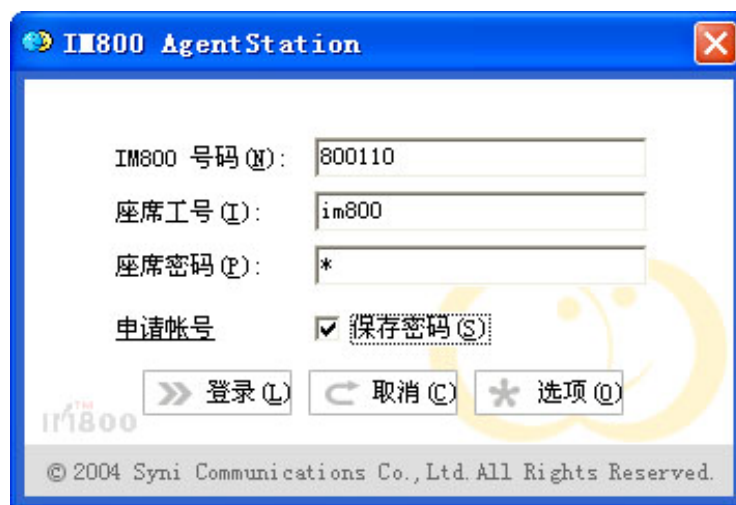 IM800 AgentStation
IM800 号码(N): 800110
座席工号(I): im800
座席密码(P): *
申请帐号 保存密码(S)
登录(L) 取消(C) 选项(O)
IM800 TM
© 2004 Syni Communications Co.,Ltd.All Rights Reserved.